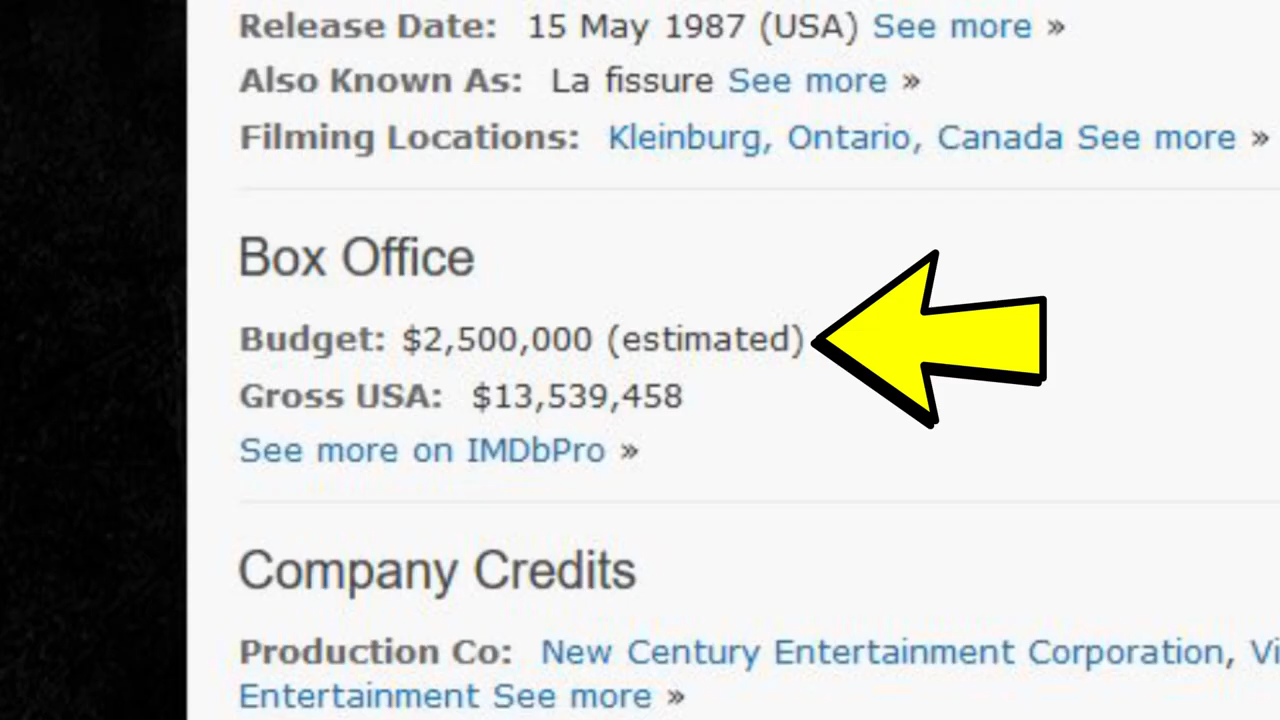 Release Date: 15 May 1987 (USA) See more »
Also Known As: La fissure See more »
Filming Locations: Kleinburg, Ontario, Canada See more »
Box Office
Budget: $2,500,000 (estimated)
Gross USA: $13,539,458
See more on IMDbPro »
Company Credits
Production Co: New Century Entertainment Corporation,
Entertainment See more »